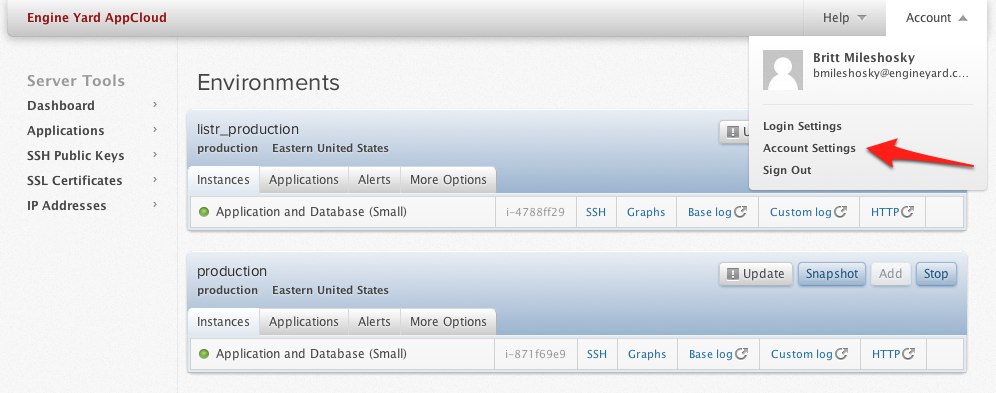 Engine Yard AppCloud
Help
Account
Britt Mileshosky
bmileshosky@engineyard.c...
Login Settings
Account Settings
Sign Out
Server Tools
Dashboard
Applications
SSH Public Keys
SSL Certificates
IP Addresses
Environments
listr_production
production Eastern United States
Instances Applications Alerts More Options
Application and Database (Small) i-4788ff29 SSH Graphs Base log Custom log HTTP
production
production Eastern United States
Update Snapshot Add Stop
Instances Applications Alerts More Options
Application and Database (Small) i-871f69e9 SSH Graphs Base log Custom log HTTP